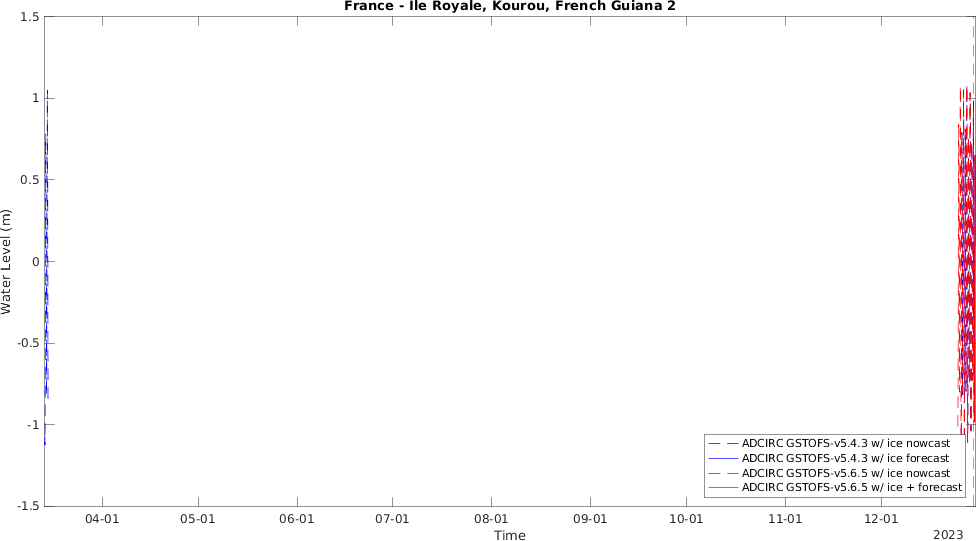 France - Ile Royale, Kourou, French Guiana 2
1.5
1
0.5
0
-0.5
-1
-1.5
Water Level (m)
04-01 05-01 06-01 07-01 08-01 09-01 10-01 11-01 12-01
Time
2023
ADCIRC GSTOFS-v5.4.3 w/ ice nowcast
ADCIRC GSTOFS-v5.4.3 w/ ice forecast
ADCIRC GSTOFS-v5.6.5 w/ ice nowcast
ADCIRC GSTOFS-v5.6.5 w/ ice + forecast